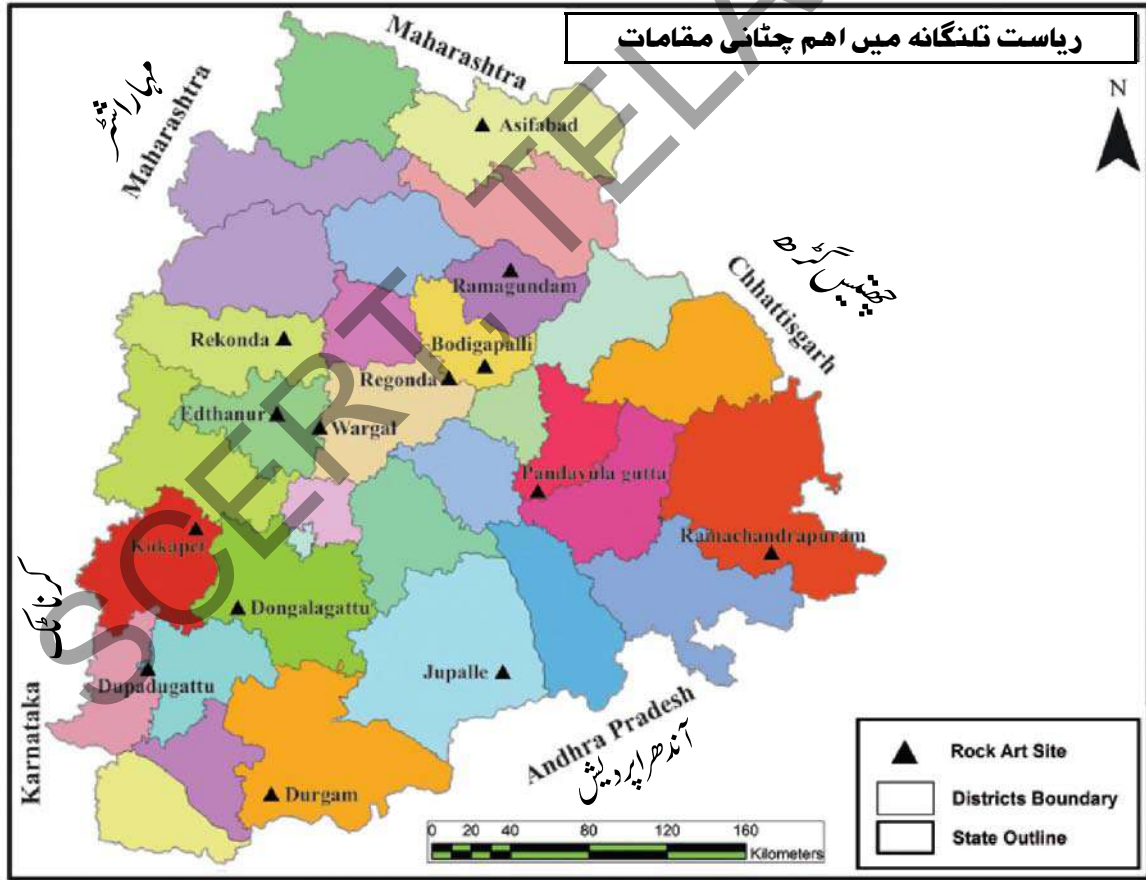 ریاست تلنگانہ میں اہم چٹانی مقامات
Maharashtra
مہاراشٹر
Maharashtra
N
Asifabad
چھتیس گڑھ
Chhattisgarh
Ramagundam
Rekonda
Bodigapalli
Regonda
Edthanur
Wargal
Pandavula gutta
Kokapet
Ramachandrapuram
کرناٹک
Dongalagattu
Jupalle
Dupadugattu
Karnataka
Andhra Pradesh
آندھراپردیش
Durgam
Rock Art Site
Districts Boundary
State Outline
0 20 40 80 120 160
Kilometers
SCERT, TELA